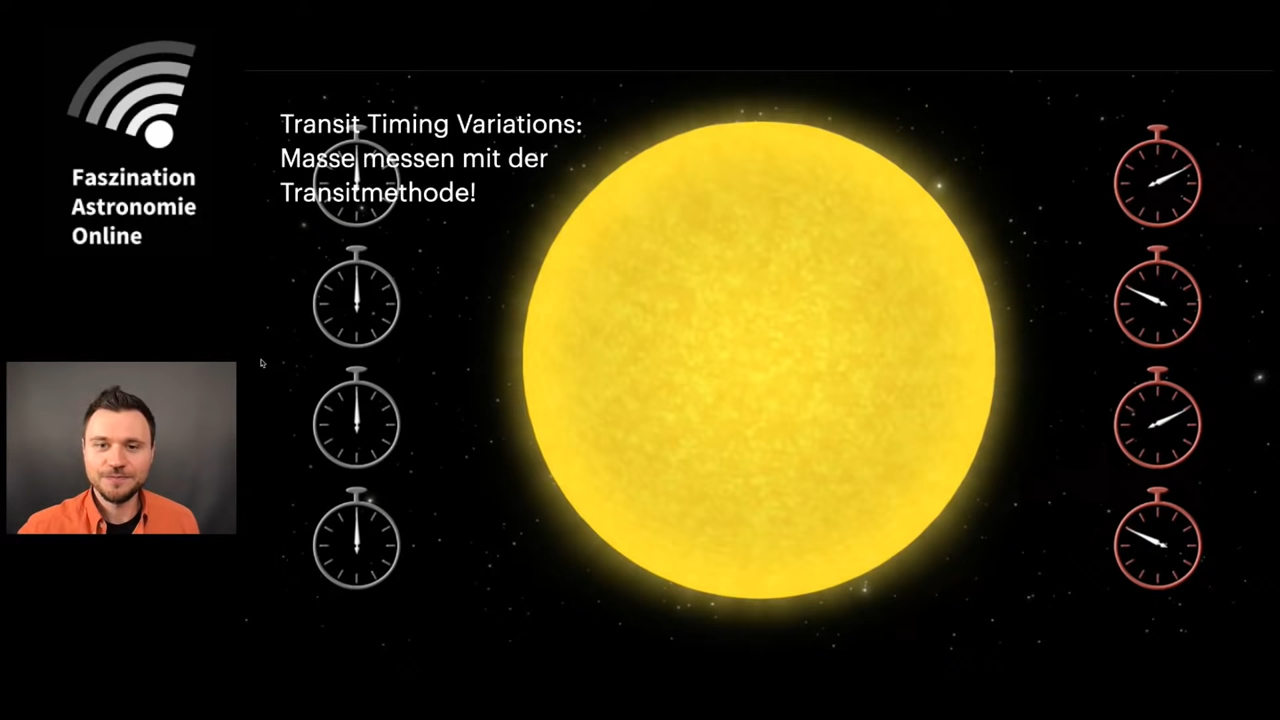 Transit Timing Variations:
Masse messen mit der
Transitmethode!
Faszination
Astronomie
Online